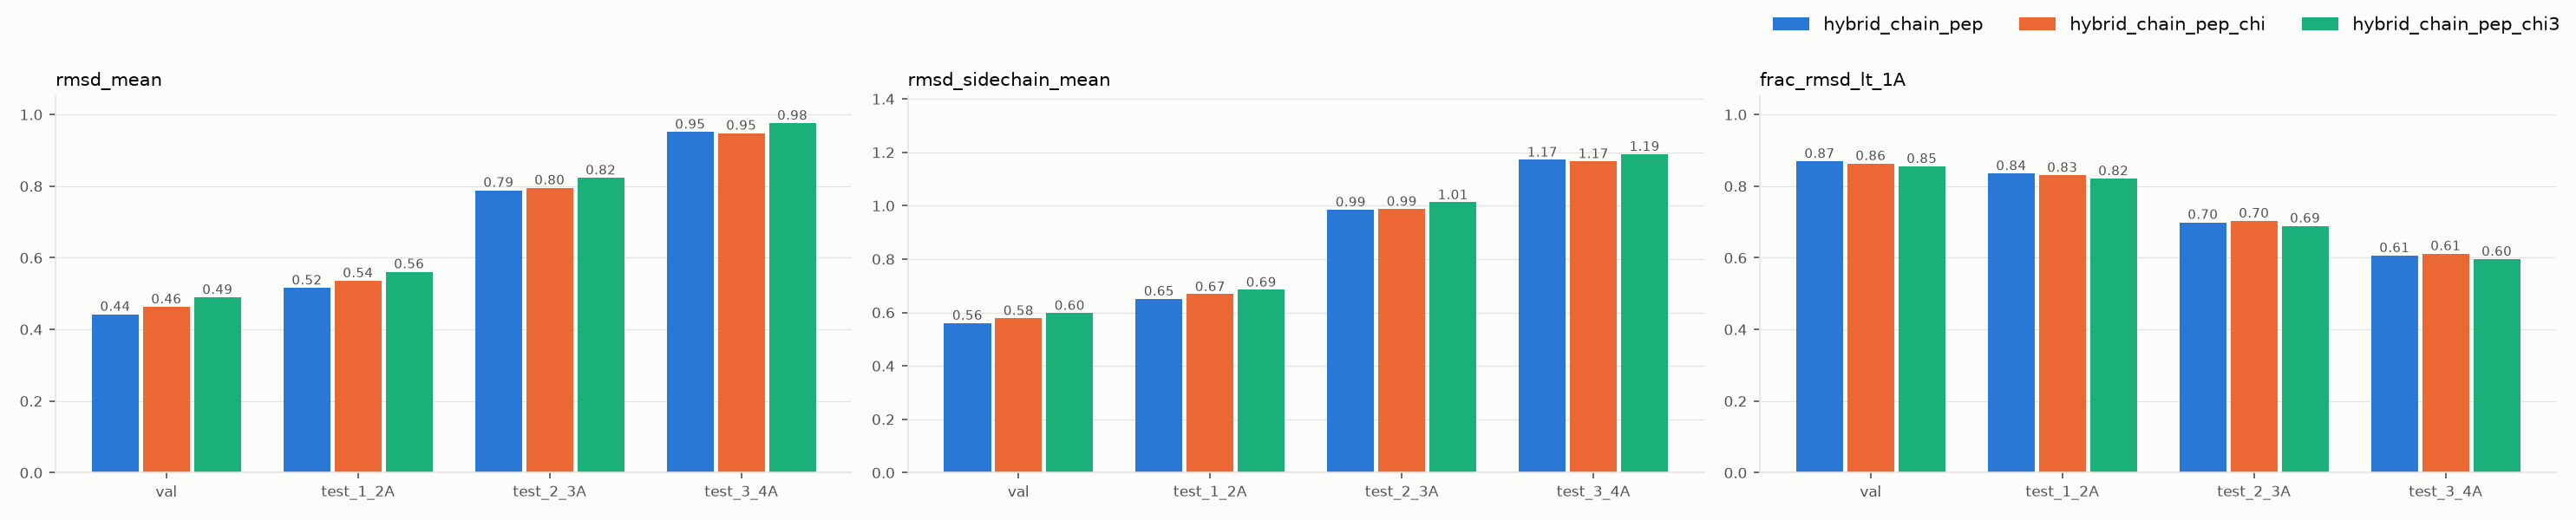 hybrid_chain_pep hybrid_chain_pep_chi hybrid_chain_pep_chi3
rmsd_mean
1.0
0.8
0.6
0.4
0.2
0.0
0.44 0.46 0.49
0.52 0.54 0.56
0.79 0.80 0.82
0.95 0.95 0.98
val test_1_2A test_2_3A test_3_4A
rmsd_sidechain_mean
1.4
1.2
1.0
0.8
0.6
0.4
0.2
0.0
0.56 0.58 0.60
0.65 0.67 0.69
0.99 0.99 1.01
1.17 1.17 1.19
val test_1_2A test_2_3A test_3_4A
frac_rmsd_lt_1A
1.0
0.8
0.6
0.4
0.2
0.0
0.87 0.86 0.85
0.84 0.83 0.82
0.70 0.70 0.69
0.61 0.61 0.60
val test_1_2A test_2_3A test_3_4A